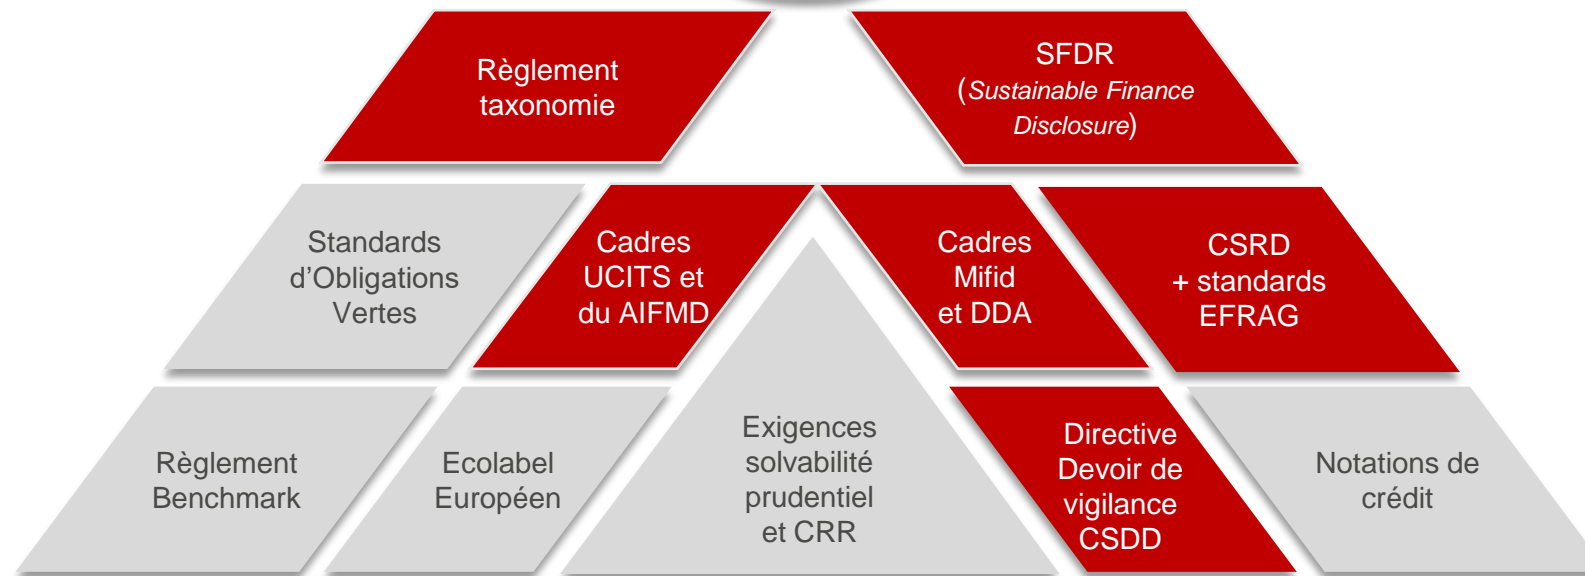 Règlement
taxonomie
SFDR
(Sustainable Finance
Disclosure)
Standards
d’Obligations
Vertes
Cadres
UCITS et
du AIFMD
Cadres
Mifid
et DDA
CSRD
+ standards
EFRAG
Règlement
Benchmark
Ecolabel
Européen
Exigences
solvabilité
prudentiel
et CRR
Directive
Devoir de
vigilance
CSDD
Notations de
crédit